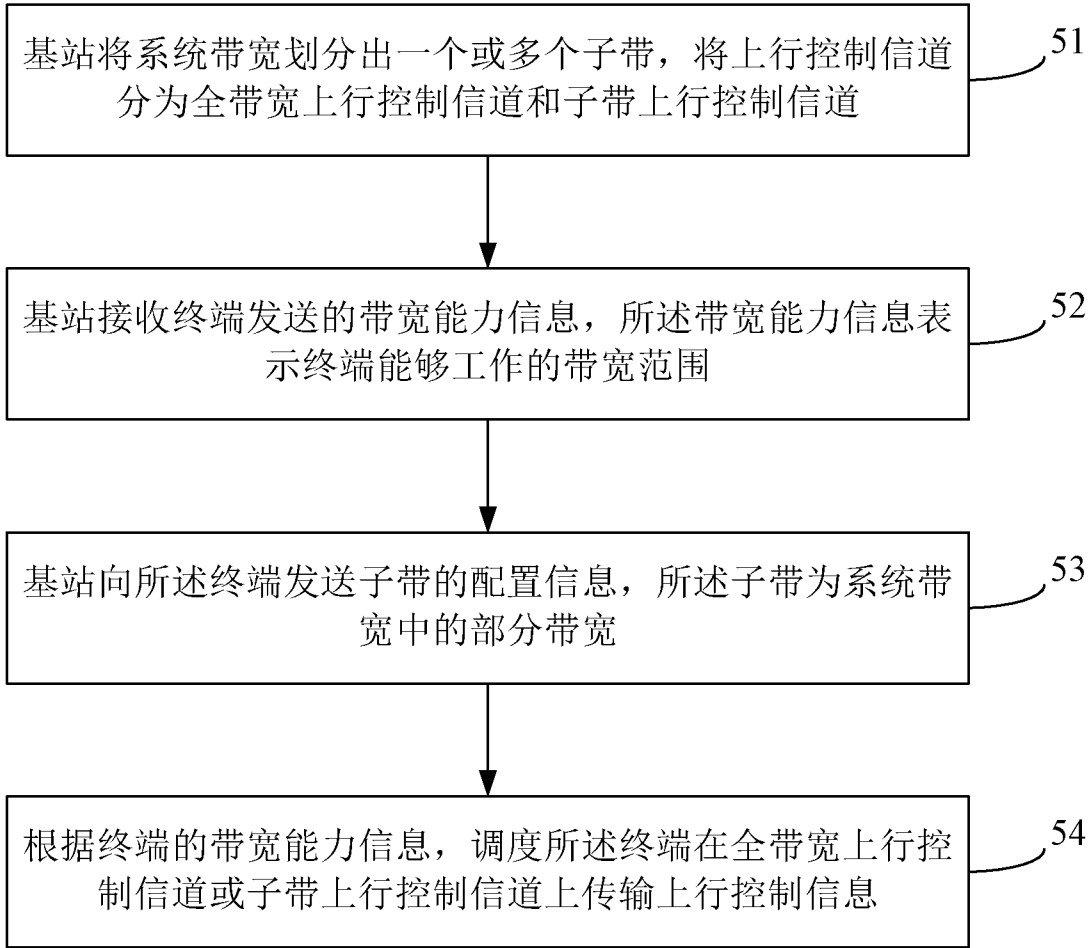 基站将系统带宽划分出一个或多个子带，将上行控制信道
分为全带宽上行控制信道和子带上行控制信道
51
基站接收终端发送的带宽能力信息，所述带宽能力信息表
示终端能够工作的带宽范围
52
基站向所述终端发送子带的配置信息，所述子带为系统带
宽中的部分带宽
53
根据终端的带宽能力信息，调度所述终端在全带宽上行控
制信道或子带上行控制信道上传输上行控制信息
54